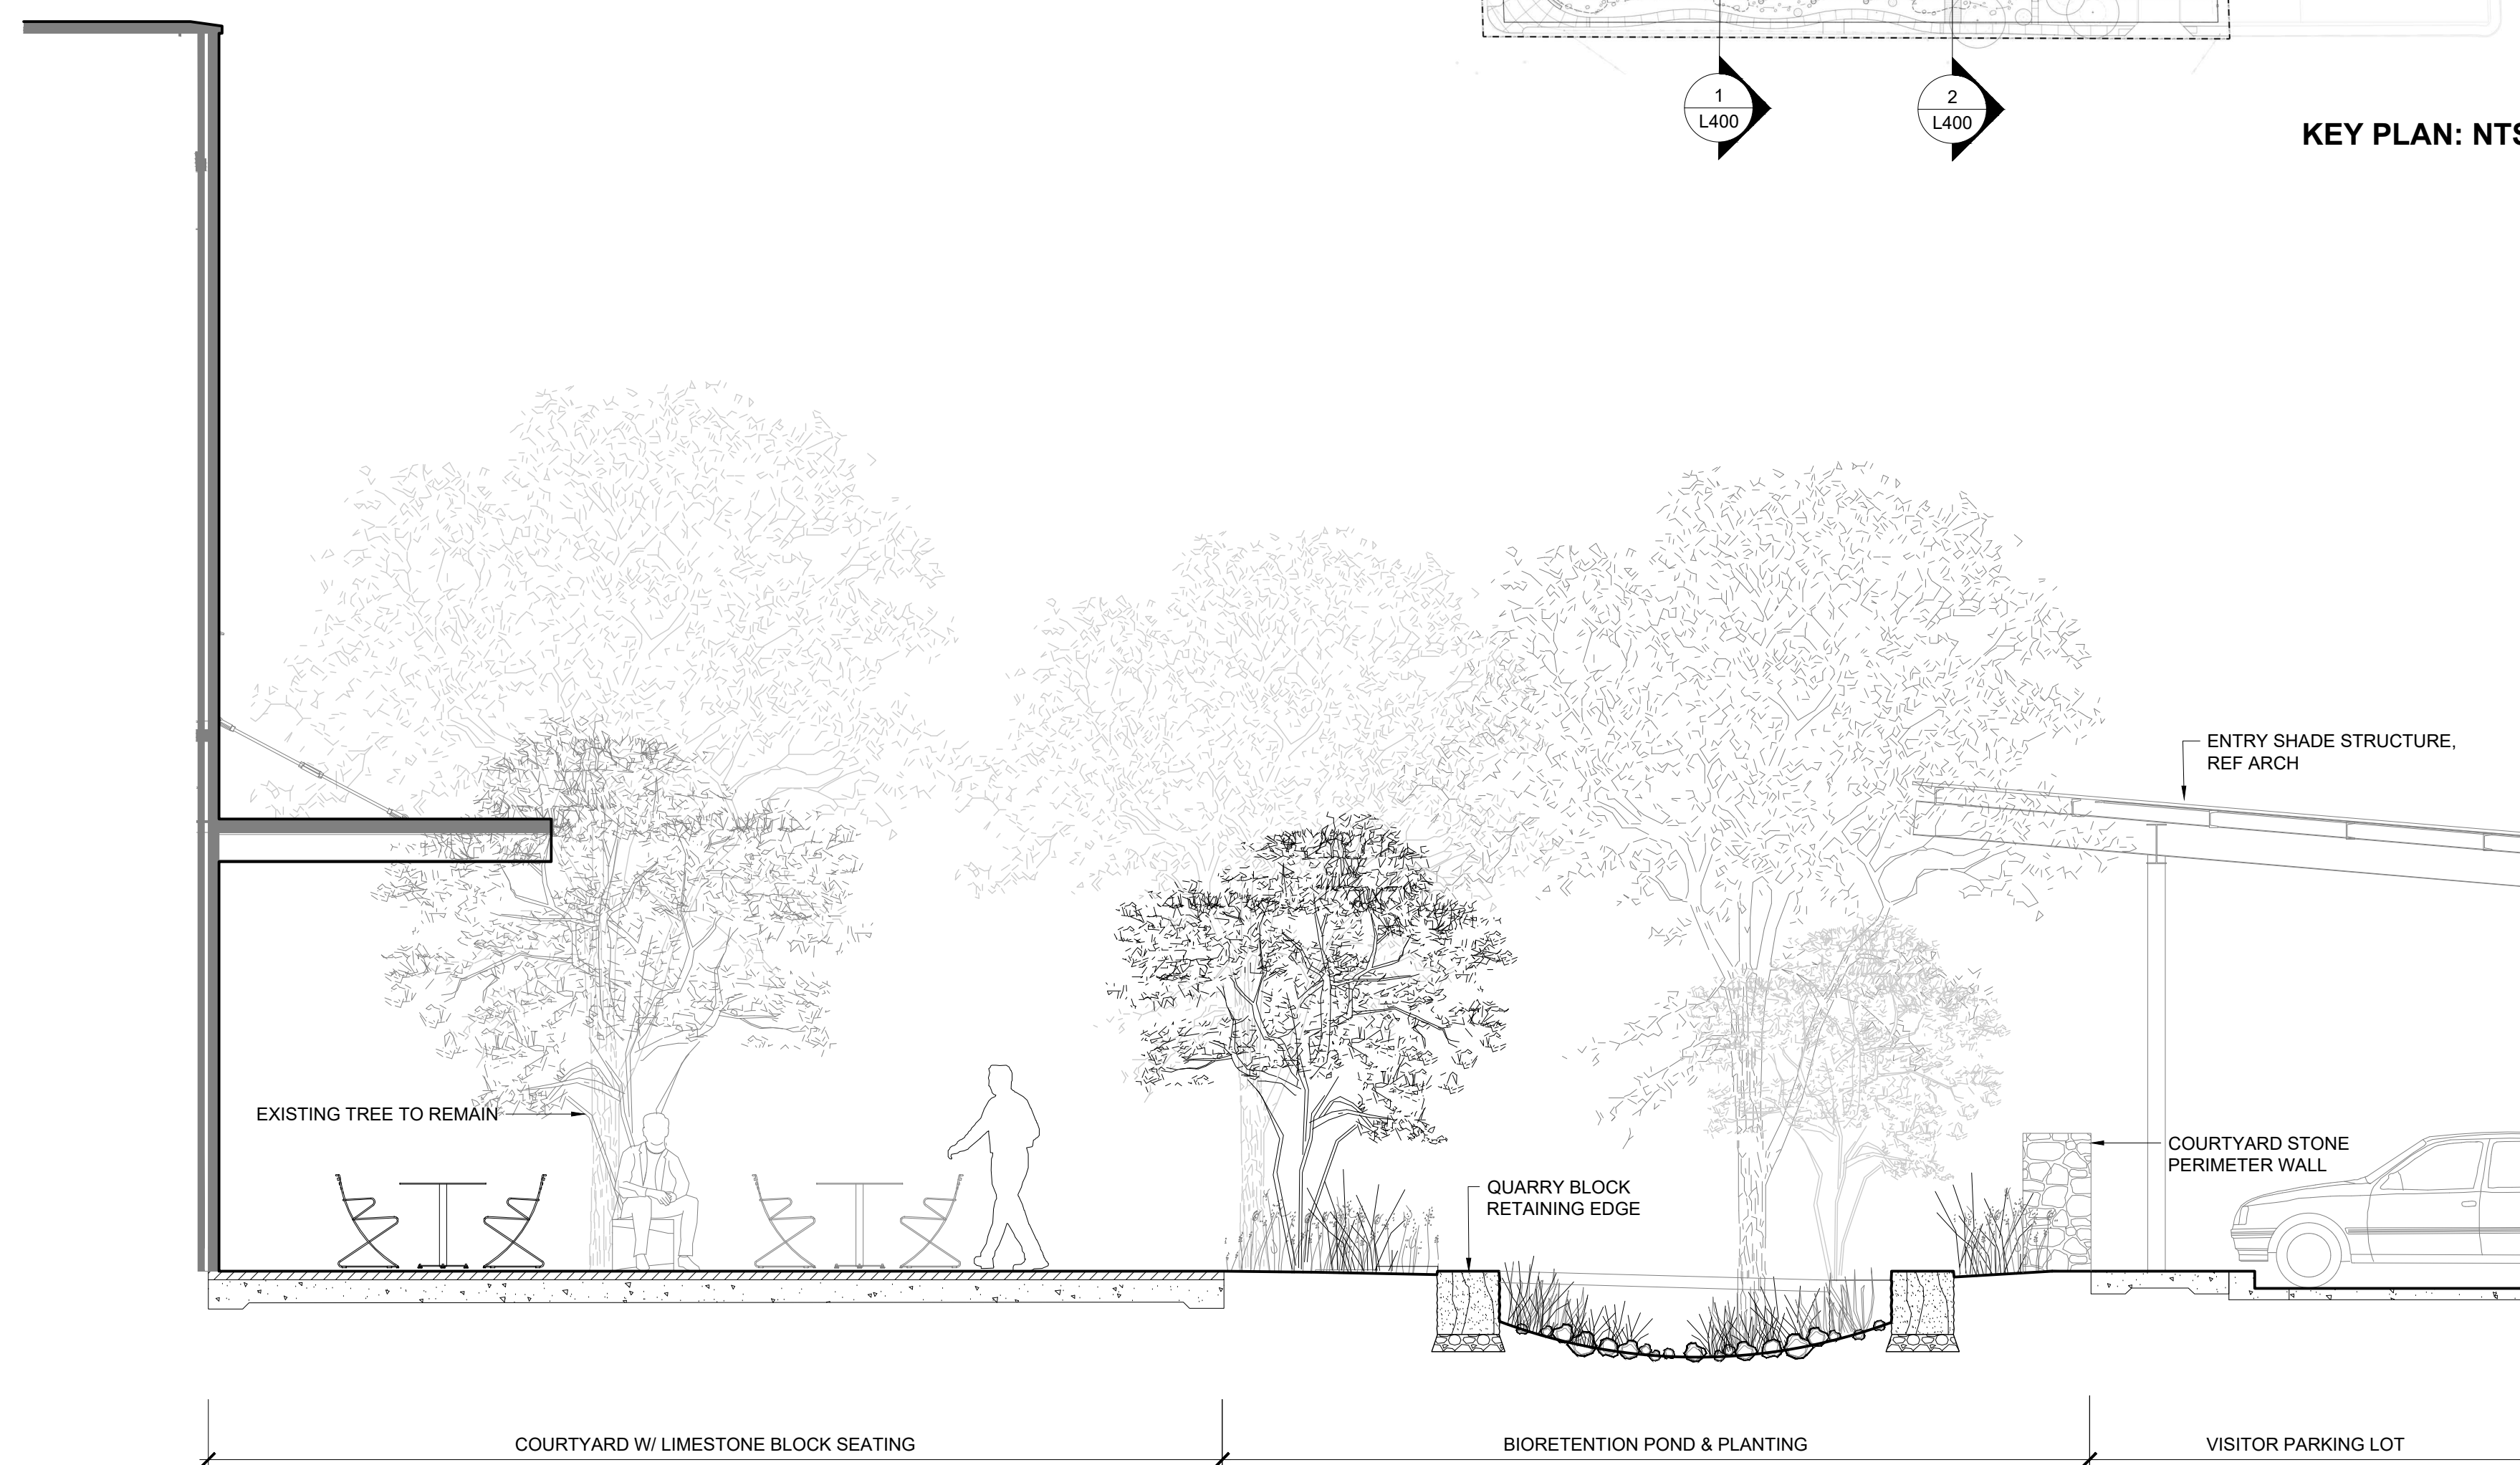 1
L400
2
L400
KEY PLAN: NTS
ENTRY SHADE STRUCTURE,
REF ARCH
EXISTING TREE TO REMAIN
COURTYARD STONE
PERIMETER WALL
QUARRY BLOCK
RETAINING EDGE
COURTYARD W/ LIMESTONE BLOCK SEATING
BIORETENTION POND & PLANTING
VISITOR PARKING LOT